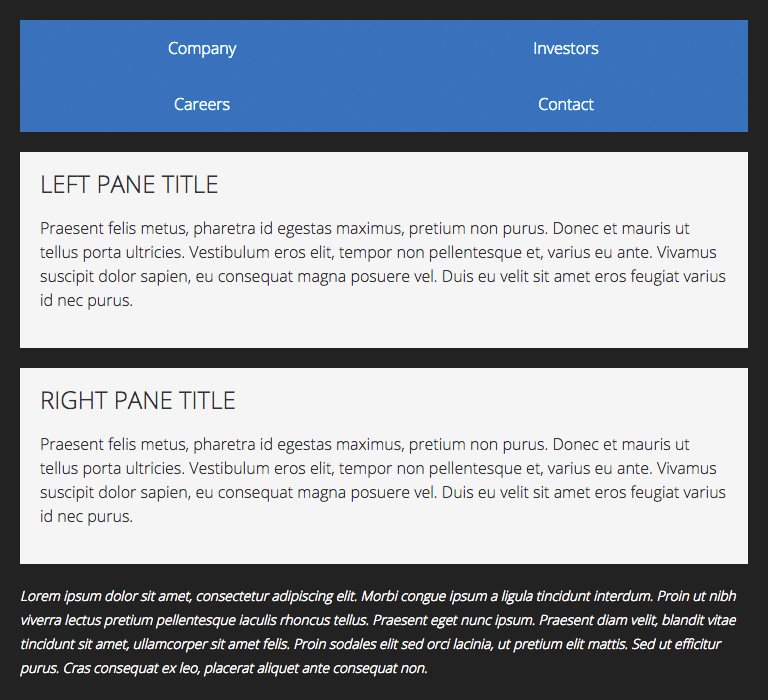 Company Investors
Careers Contact
LEFT PANE TITLE
Praesent felis metus, pharetra id egestas maximus, pretium non purus. Donec et mauris ut
tellus porta ultricies. Vestibulum eros elit, tempor non pellentesque et, varius eu ante. Vivamus
suscipit dolor sapien, eu consequat magna posuere vel. Duis eu velit sit amet eros feugiat varius
id nec purus.
RIGHT PANE TITLE
Praesent felis metus, pharetra id egestas maximus, pretium non purus. Donec et mauris ut
tellus porta ultricies. Vestibulum eros elit, tempor non pellentesque et, varius eu ante. Vivamus
suscipit dolor sapien, eu consequat magna posuere vel. Duis eu velit sit amet eros feugiat varius
id nec purus.
Lorem ipsum dolor sit amet, consectetur adipiscing elit. Morbi congue ipsum a ligula tincidunt interdum. Proin ut nibh
viverra lectus pretium pellentesque iaculis rhoncus tellus. Praesent eget nunc ipsum. Praesent diam velit, blandit vitae
tincidunt sit amet, ullamcorper sit amet felis. Proin sodales elit sed orci lacinia, ut pretium elit mattis. Sed ut efficitur
purus. Cras consequat ex leo, placerat aliquet ante consequat non.